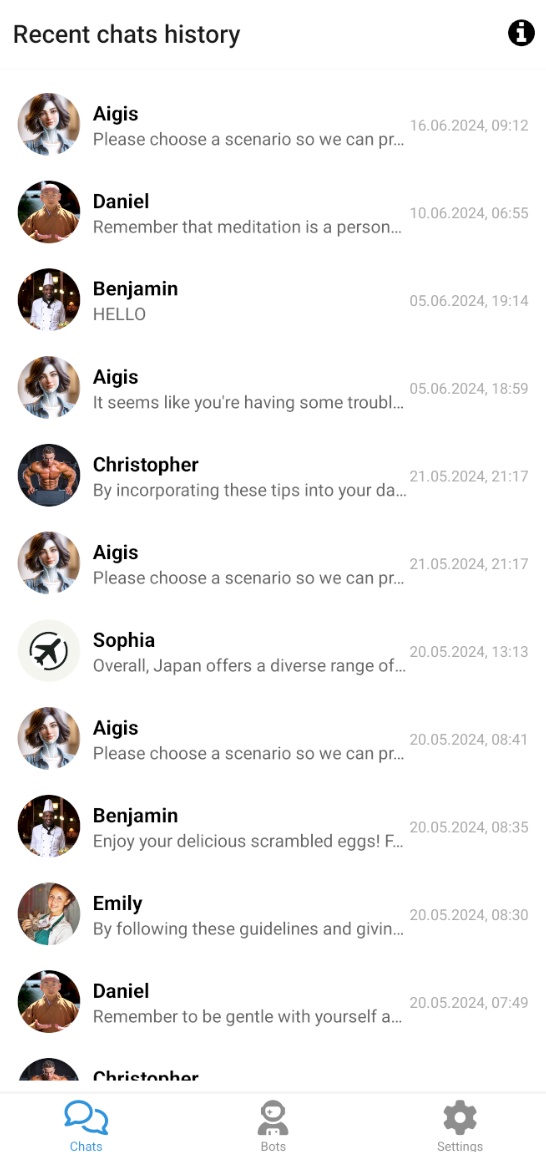 Recent chats history
Aigis
Please choose a scenario so we can pr...
16.06.2024, 09:12
Daniel
Remember that meditation is a person...
10.06.2024, 06:55
Benjamin
HELLO
05.06.2024, 19:14
Aigis
It seems like you're having some troubl...
05.06.2024, 18:59
Christopher
By incorporating these tips into your da...
21.05.2024, 21:17
Aigis
Please choose a scenario so we can pr...
21.05.2024, 21:17
Sophia
Overall, Japan offers a diverse range of...
20.05.2024, 13:13
Aigis
Please choose a scenario so we can pr...
20.05.2024, 08:41
Benjamin
Enjoy your delicious scrambled eggs! F...
20.05.2024, 08:35
Emily
By following these guidelines and givin...
20.05.2024, 08:30
Daniel
Remember to be gentle with yourself a...
20.05.2024, 07:49
Christopher
Chats
Bots
Settings